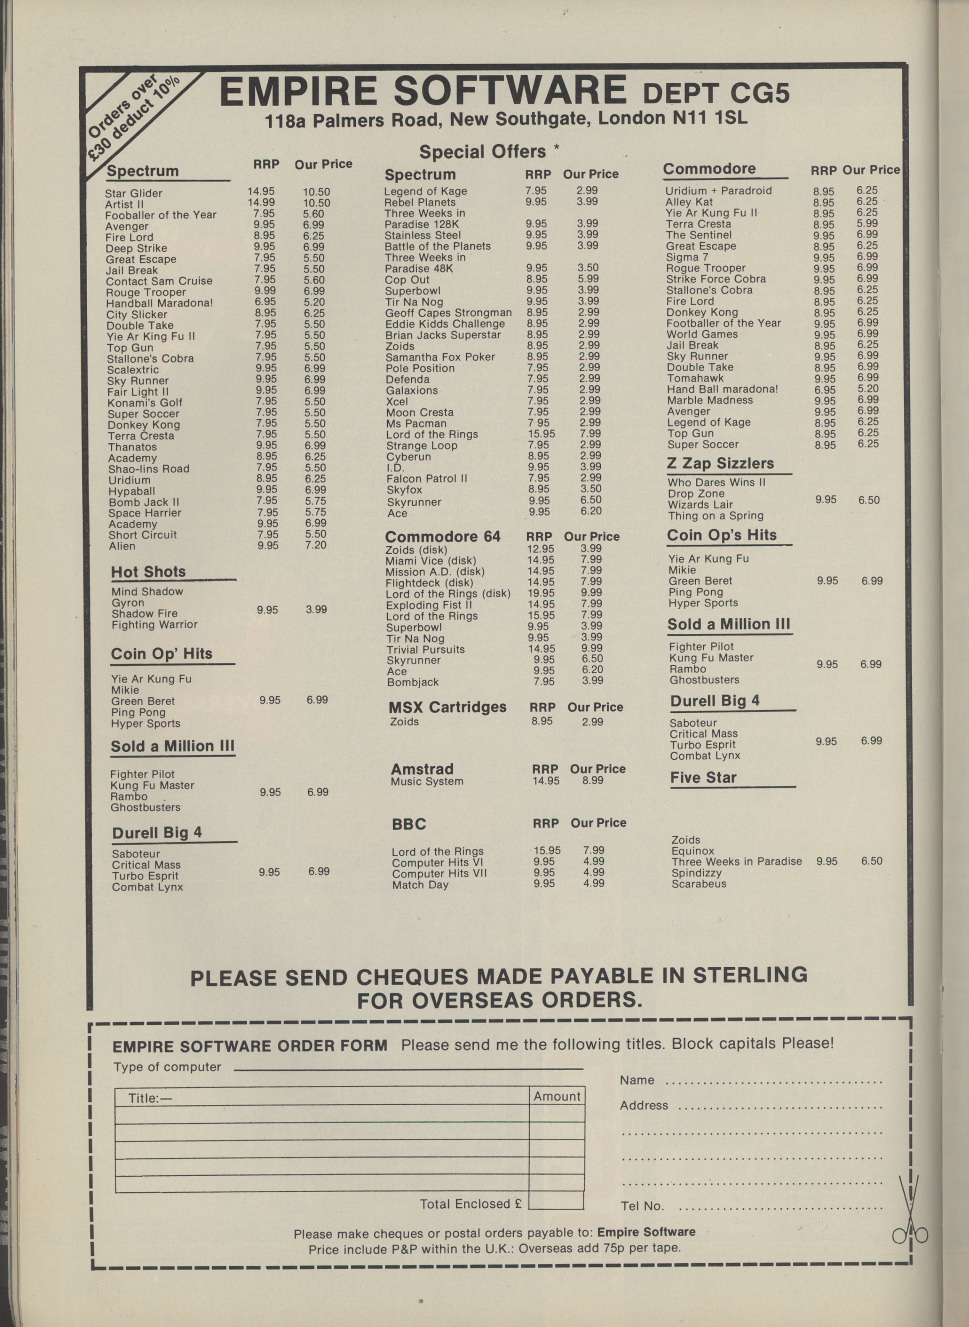 Orders over
£30 deduct 10%
EMPIRE SOFTWARE DEPT CG5
118a Palmers Road, New Southgate, London N11 1SL
Spectrum RRP Our Price
Star Glider 14.95 10.50
Artist II 14.99 10.50
Fooballer of the Year 7.95 5.60
Avenger 9.95 6.99
Fire Lord 8.95 6.25
Deep Strike 9.95 6.99
Great Escape 7.95 5.50
Jail Break 7.95 5.50
Contact Sam Cruise 7.95 5.60
Rouge Trooper 9.99 6.99
Handball Maradona! 6.95 5.20
City Slicker 8.95 6.25
Double Take 7.95 5.50
Yie Ar King Fu II 7.95 5.50
Top Gun 7.95 5.50
Stallone's Cobra 7.95 5.50
Scalextric 9.95 6.99
Sky Runner 9.95 6.99
Fair Light II 9.95 6.99
Konami's Golf 7.95 5.50
Super Soccer 7.95 5.50
Donkey Kong 7.95 5.50
Terra Cresta 7.95 5.50
Thanatos 9.95 6.99
Academy 8.95 6.25
Shao-lins Road 7.95 5.50
Uridium 8.95 6.25
Hypaball 9.95 6.99
Bomb Jack II 7.95 5.75
Space Harrier 7.95 5.75
Academy 9.95 6.99
Short Circuit 7.95 5.50
Alien 9.95 7.20
Hot Shots
Mind Shadow
Gyron
Shadow Fire 9.95 3.99
Fighting Warrior
Coin Op' Hits
Yie Ar Kung Fu
Mikie
Green Beret 9.95 6.99
Ping Pong
Hyper Sports
Sold a Million III
Fighter Pilot
Kung Fu Master
Rambo 9.95 6.99
Ghostbusters
Durell Big 4
Saboteur
Critical Mass
Turbo Esprit 9.95 6.99
Combat Lynx
Special Offers *
Spectrum RRP Our Price
Legend of Kage 7.95 2.99
Rebel Planets 9.95 3.99
Three Weeks in
Paradise 128K 9.95 3.99
Stainless Steel 9.95 3.99
Battle of the Planets 9.95 3.99
Three Weeks in
Paradise 48K 9.95 3.50
Cop Out 8.95 5.99
Superbowl 9.95 3.99
Tir Na Nog 9.95 3.99
Geoff Capes Strongman 8.95 2.99
Eddie Kidds Challenge 8.95 2.99
Brian Jacks Superstar 8.95 2.99
Zoids 8.95 2.99
Samantha Fox Poker 8.95 2.99
Pole Position 7.95 2.99
Defenda 7.95 2.99
Galaxions 7.95 2.99
Xcel 7.95 2.99
Moon Cresta 7.95 2.99
Ms Pacman 7 95 2.99
Lord of the Rings 15.95 7.99
Strange Loop 7.95 2.99
Cyberun 8.95 2.99
I.D. 9.95 3.99
Falcon Patrol II 7.95 2.99
Skyfox 8.95 3.50
Skyrunner 9.95 6.50
Ace 9.95 6.20
Commodore 64 RRP Our Price
Zoids (disk) 12.95 3.99
Miami Vice (disk) 14.95 7.99
Mission A.D. (disk) 14.95 7.99
Flightdeck (disk) 14.95 7.99
Lord of the Rings (disk) 19.95 9.99
Exploding Fist II 14.95 7.99
Lord of the Rings 15.95 7.99
Superbowl 9.95 3.99
Tir Na Nog 9.95 3.99
Trivial Pursuits 14.95 9.99
Skyrunner 9.95 6.50
Ace 9.95 6.20
Bombjack 7.95 3.99
MSX Cartridges RRP Our Price
Zoids 8.95 2.99
Amstrad RRP Our Price
Music System 14.95 8.99
BBC RRP Our Price
Lord of the Rings 15.95 7.99
Computer Hits VI 9.95 4.99
Computer Hits VII 9.95 4.99
Match Day 9.95 4.99
Commodore RRP Our Price
Uridium + Paradroid 8.95 6.25
Alley Kat 8.95 6.25
Yie Ar Kung Fu II 8.95 6.25
Terra Cresta 8.95 5.99
The Sentinel 9.95 6.99
Great Escape 8.95 6.25
Sigma 7 9.95 6.99
Rogue Trooper 9.95 6.99
Strike Force Cobra 9.95 6.99
Stallone's Cobra 8.95 6.25
Fire Lord 8.95 6.25
Donkey Kong 8.95 6.25
Footballer of the Year 9.95 6.99
World Games 9.95 6.99
Jail Break 8.95 6.25
Sky Runner 9.95 6.99
Double Take 8.95 6.99
Tomahawk 9.95 6.99
Hand Ball maradona! 6.95 5.20
Marble Madness 9.95 6.99
Avenger 9.95 6.99
Legend of Kage 8.95 6.25
Top Gun 8.95 6.25
Super Soccer 8.95 6.25
Z Zap Sizzlers
Who Dares Wins II
Drop Zone
Wizards Lair 9.95 6.50
Thing on a Spring
Coin Op's Hits
Yie Ar Kung Fu
Mikie
Green Beret 9.95 6.99
Ping Pong
Hyper Sports
Sold a Million III
Fighter Pilot
Kung Fu Master
Rambo 9.95 6.99
Ghostbusters
Durell Big 4
Saboteur
Critical Mass
Turbo Esprit 9.95 6.99
Combat Lynx
Five Star
Zoids
Equinox
Three Weeks in Paradise 9.95 6.50
Spindizzy
Scarabeus
PLEASE SEND CHEQUES MADE PAYABLE IN STERLING
FOR OVERSEAS ORDERS.
EMPIRE SOFTWARE ORDER FORM Please send me the following titles. Block capitals Please!
Type of computer
Title:— Amount
Total Enclosed £
Name
Address
Tel No.
Please make cheques or postal orders payable to: Empire Software
Price include P&P within the U.K.: Overseas add 75p per tape.